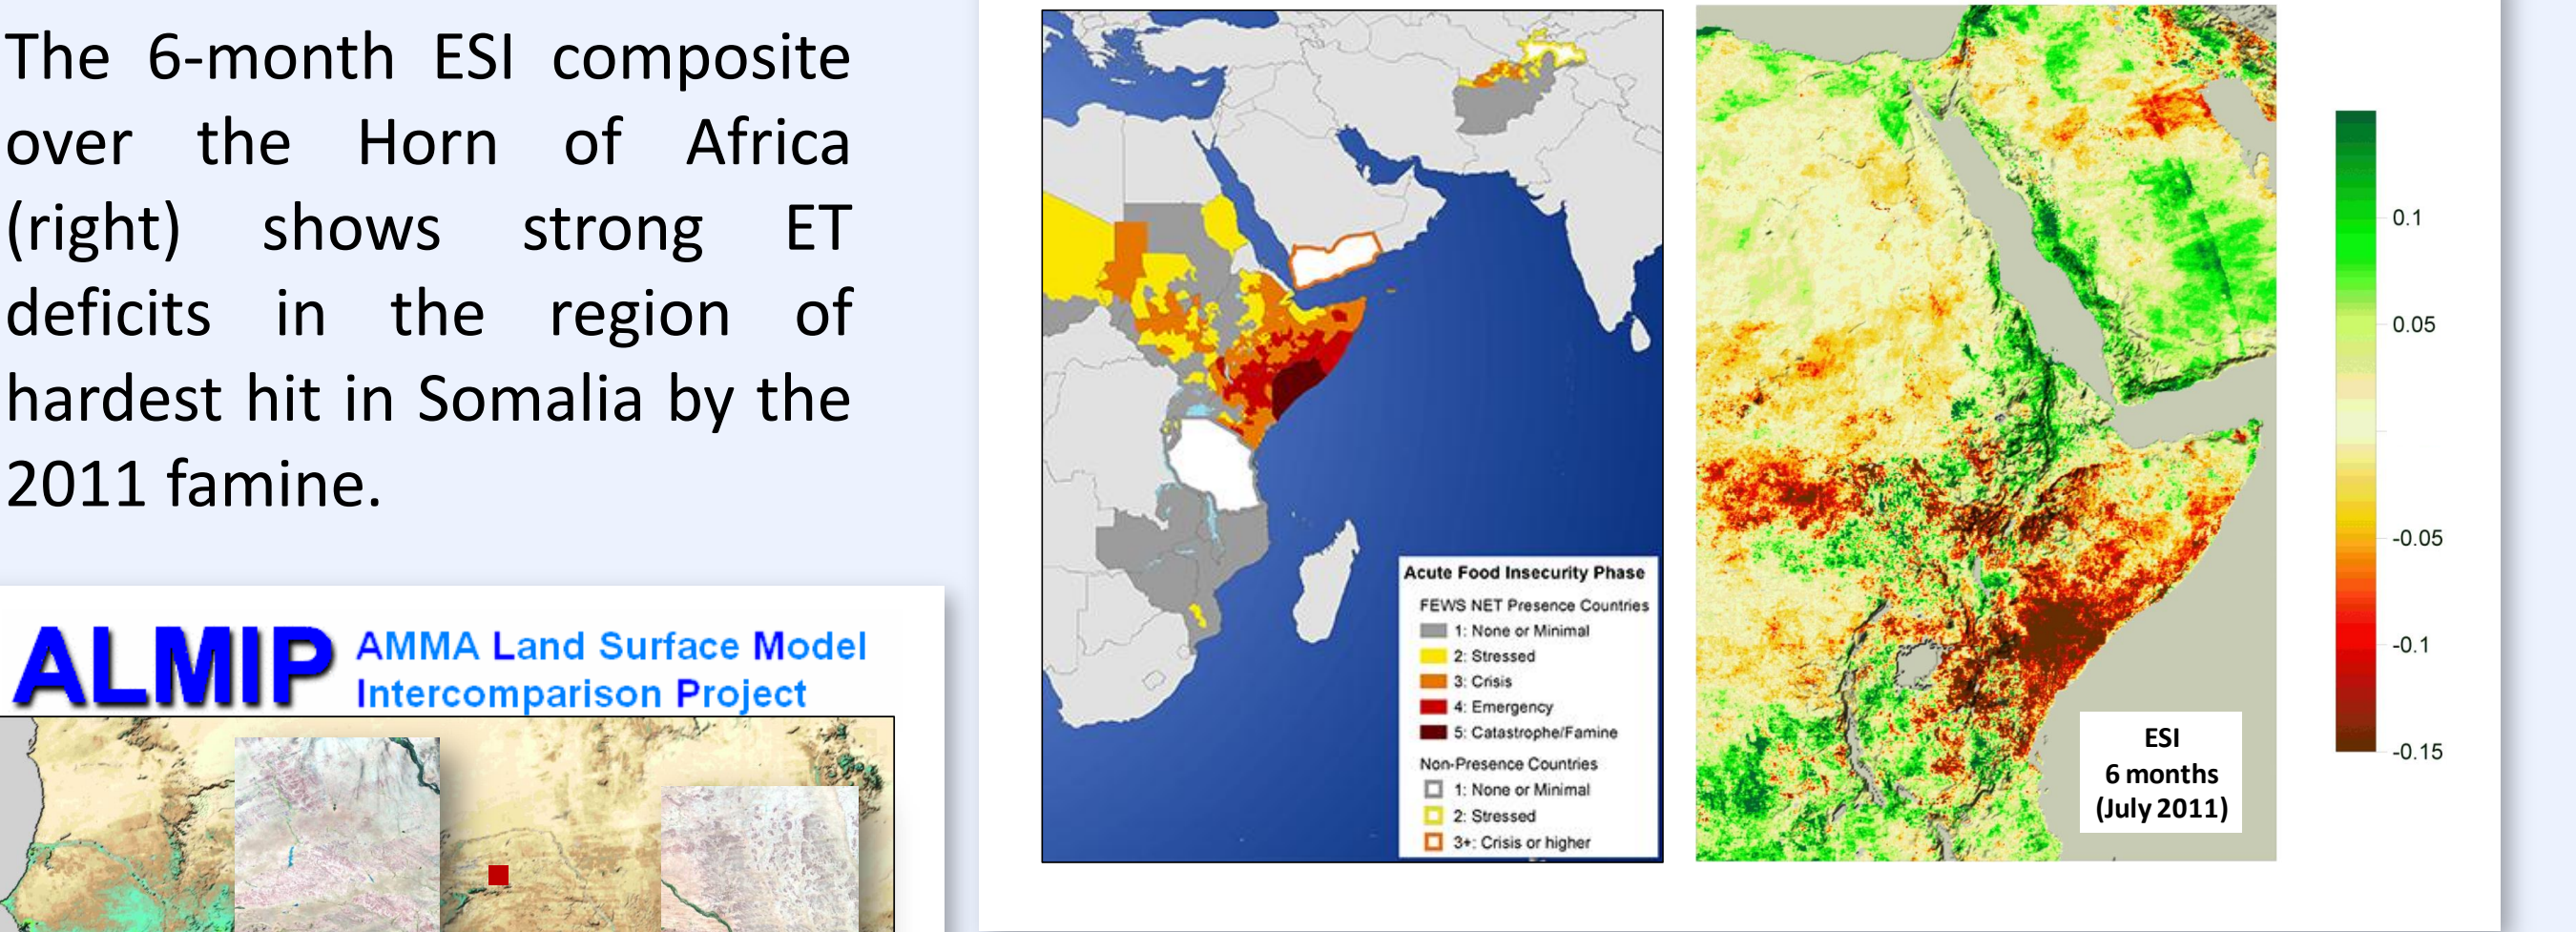 The 6-month ESI composite
over the Horn of Africa
(right) shows strong ET
deficits in the region of
hardest hit in Somalia by the
2011 famine.
ALMIP
AMMA Land Surface Model
Intercomparison Project
Acute Food Insecurity Phase
FEWS NET Presence Countries
1: None or Minimal
2: Stressed
3: Crisis
4: Emergency
5: Catastrophe/Famine
Non-Presence Countries
1: None or Minimal
2: Stressed
3+: Crisis or higher
ESI
6 months
(July 2011)
0.1
0.05
-0.05
-0.1
-0.15